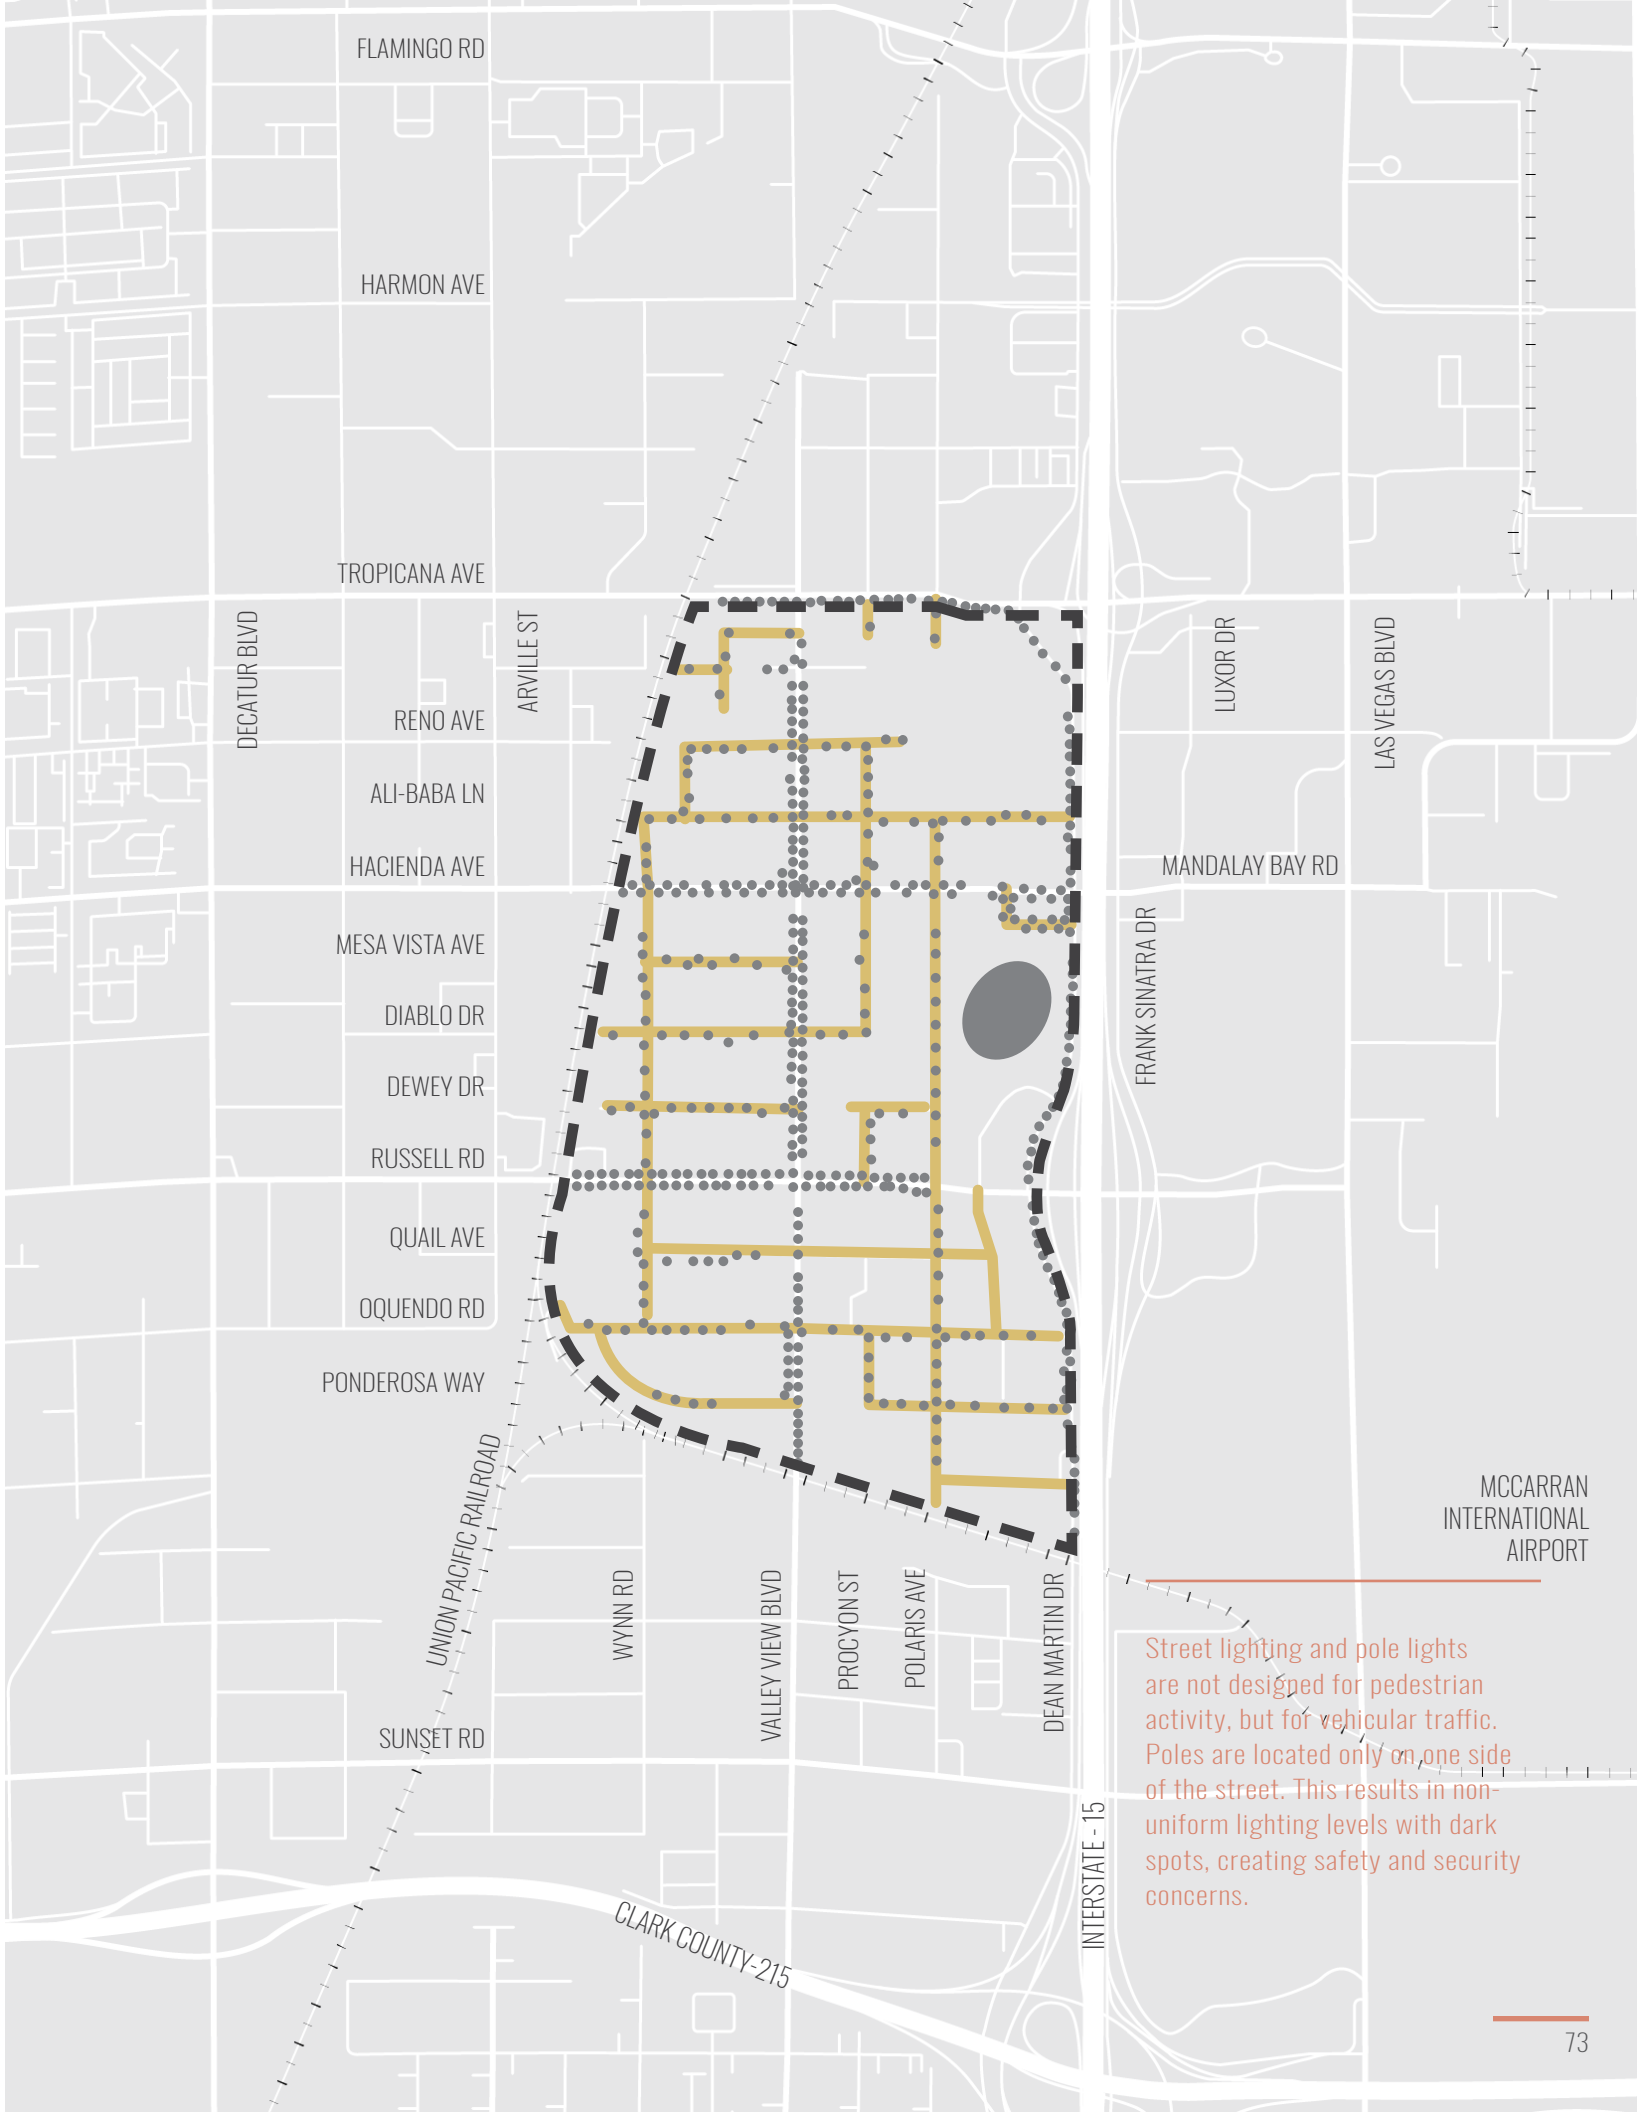 FLAMINGO RD
HARMON AVE
TROPICANA AVE
DECATUR BLVD
ARVILLE ST
LUXOR DR
LAS VEGAS BLVD
RENO AVE
ALI-BABA LN
HACIENDA AVE
MANDALAY BAY RD
MESA VISTA AVE
FRANK SINATRA DR
DIABLO DR
DEWEY DR
RUSSELL RD
QUAIL AVE
OQUENDO RD
PONDEROSA WAY
UNION PACIFIC RAILROAD
MCCARRAN
INTERNATIONAL
AIRPORT
WYNN RD
VALLEY VIEW BLVD
PROCYON ST
POLARIS AVE
DEAN MARTIN DR
Street lighting and pole lights
are not designed for pedestrian
activity, but for vehicular traffic.
Poles are located only on one side
of the street. This results in non-
uniform lighting levels with dark
spots, creating safety and security
concerns.
SUNSET RD
INTERSTATE - 15
CLARK COUNTY-215
73